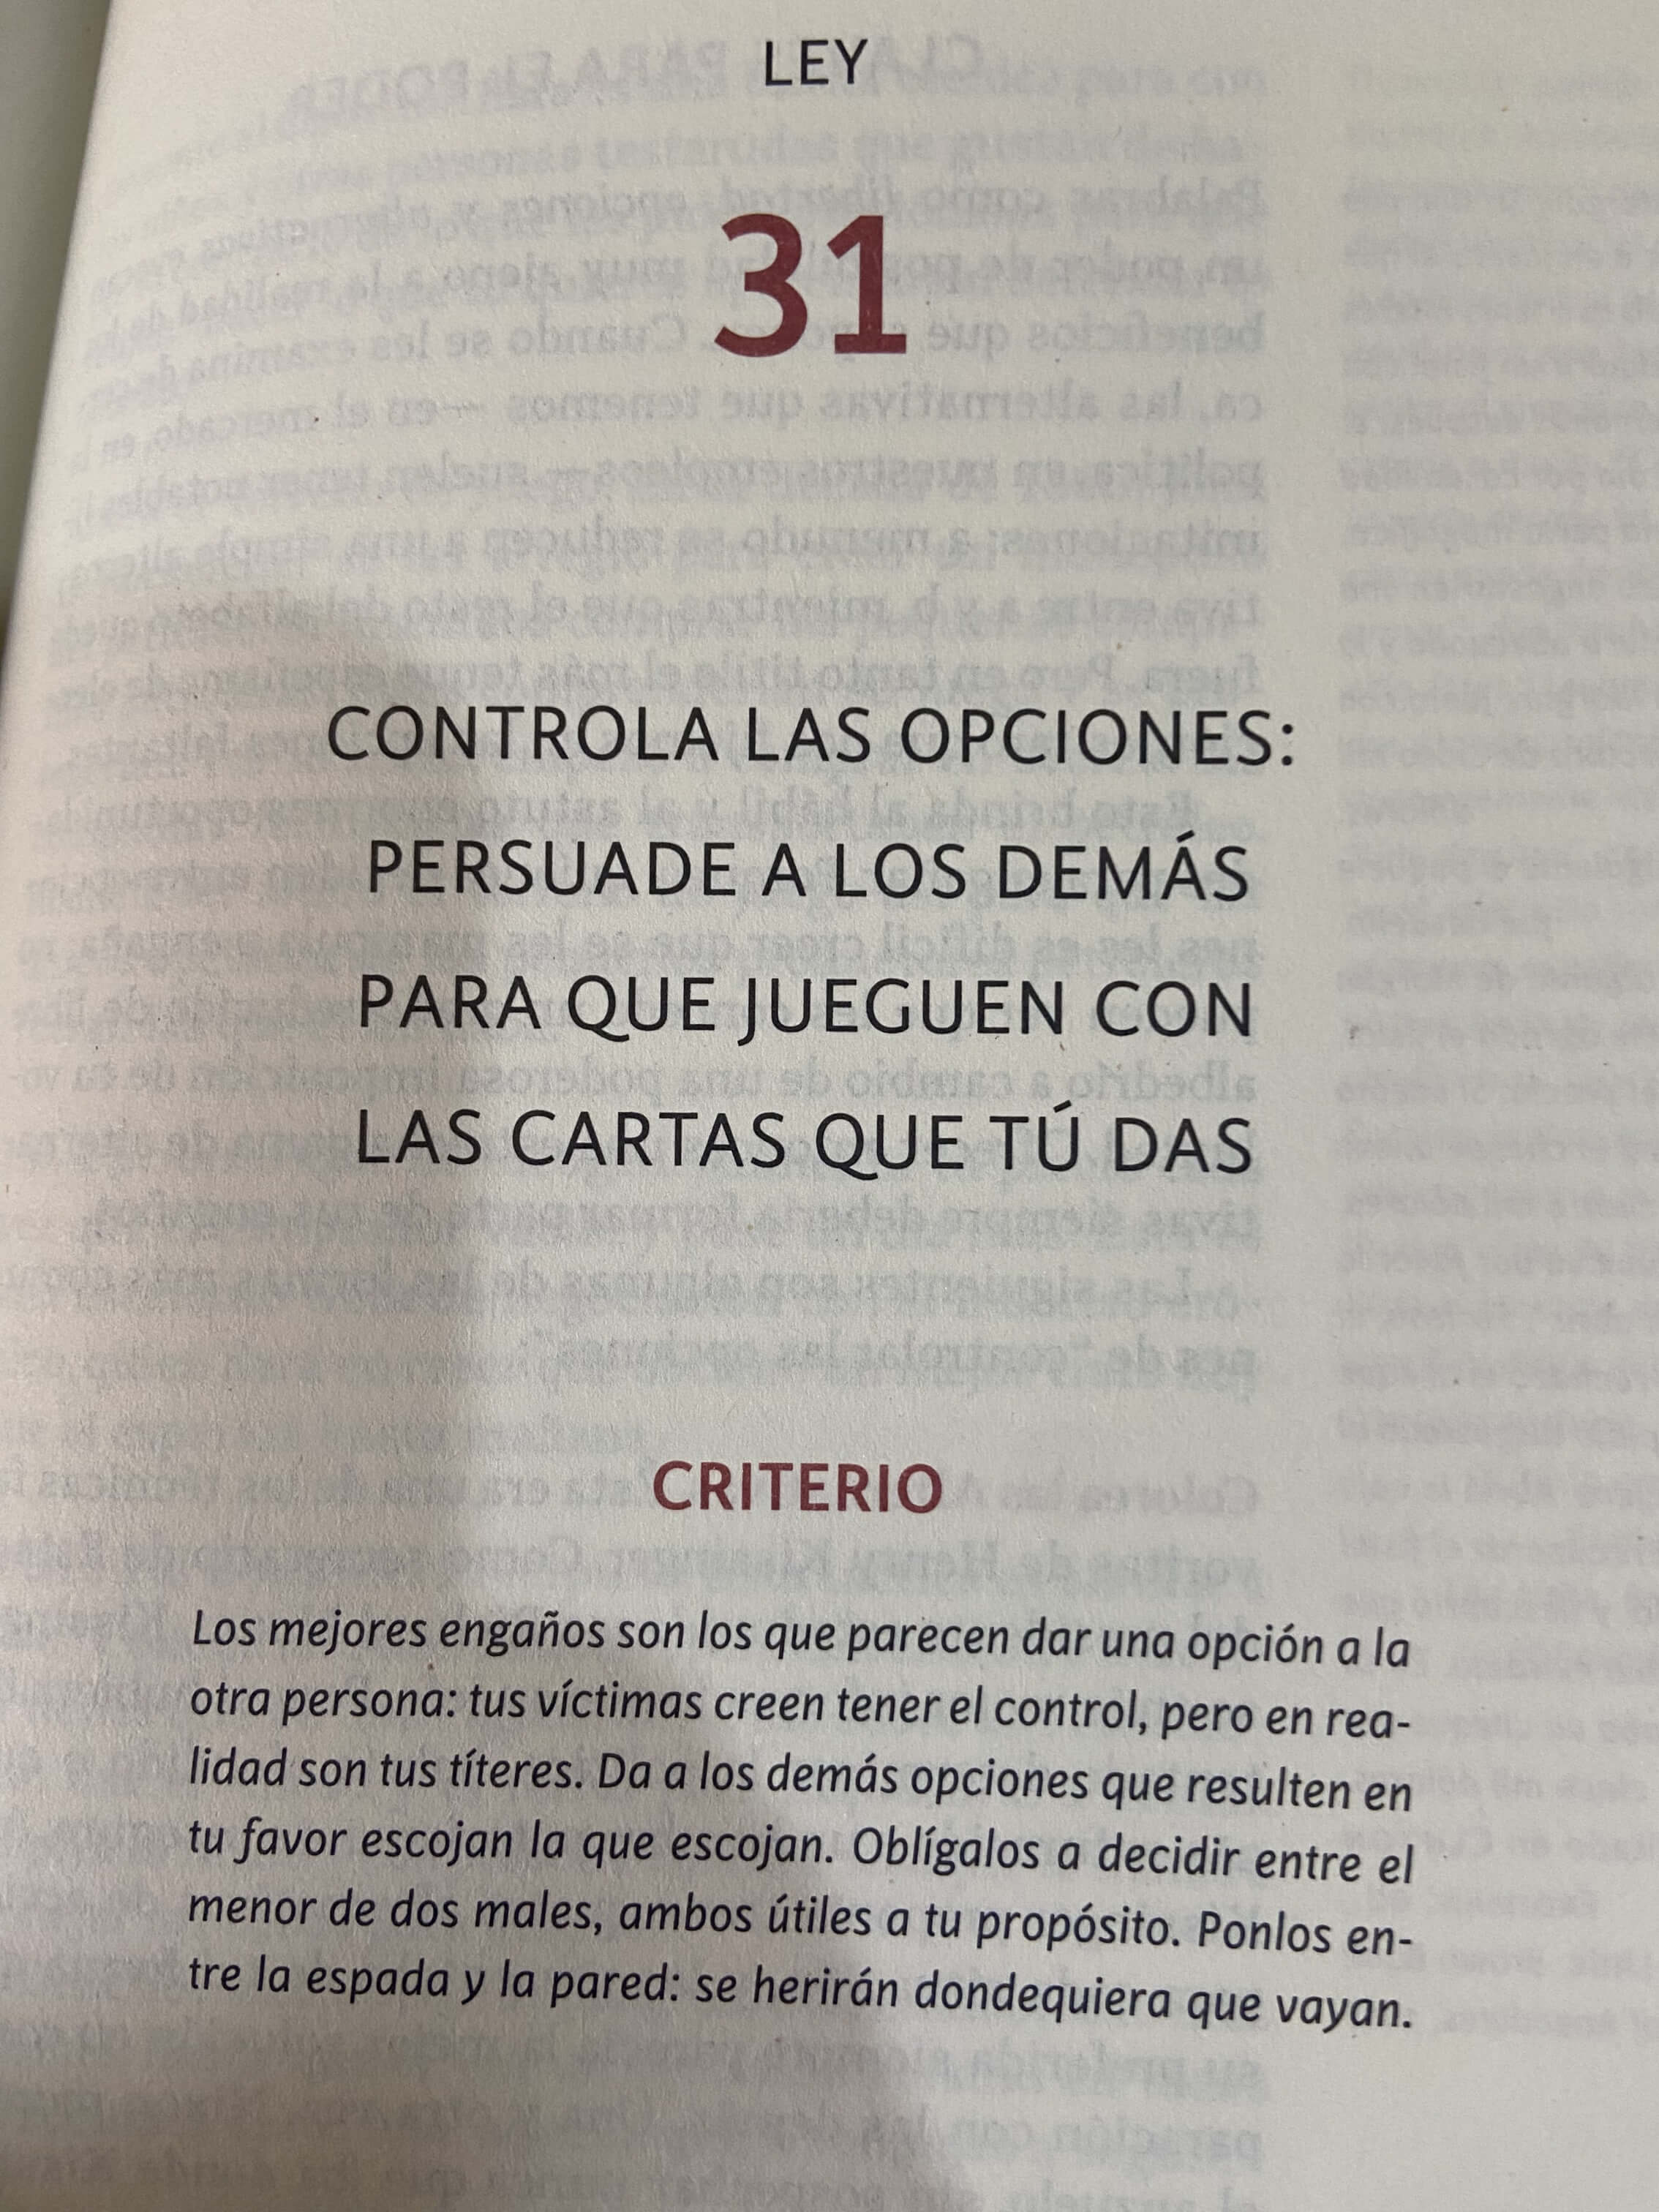 LEY
31
CONTROLA LAS OPCIONES:
PERSUADE A LOS DEMÁS
PARA QUE JUEGUEN CON
LAS CARTAS QUE TÚ DAS
CRITERIO
Los mejores engaños son los que parecen dar una opción a la
otra persona: tus víctimas creen tener el control, pero en rea-
lidad son tus títeres. Da a los demás opciones que resulten en
tu favor escojan la que escojan. Oblígalos a decidir entre el
menor de dos males, ambos útiles a tu propósito. Ponlos en-
tre la espada y la pared: se herirán dondequiera que vayan.